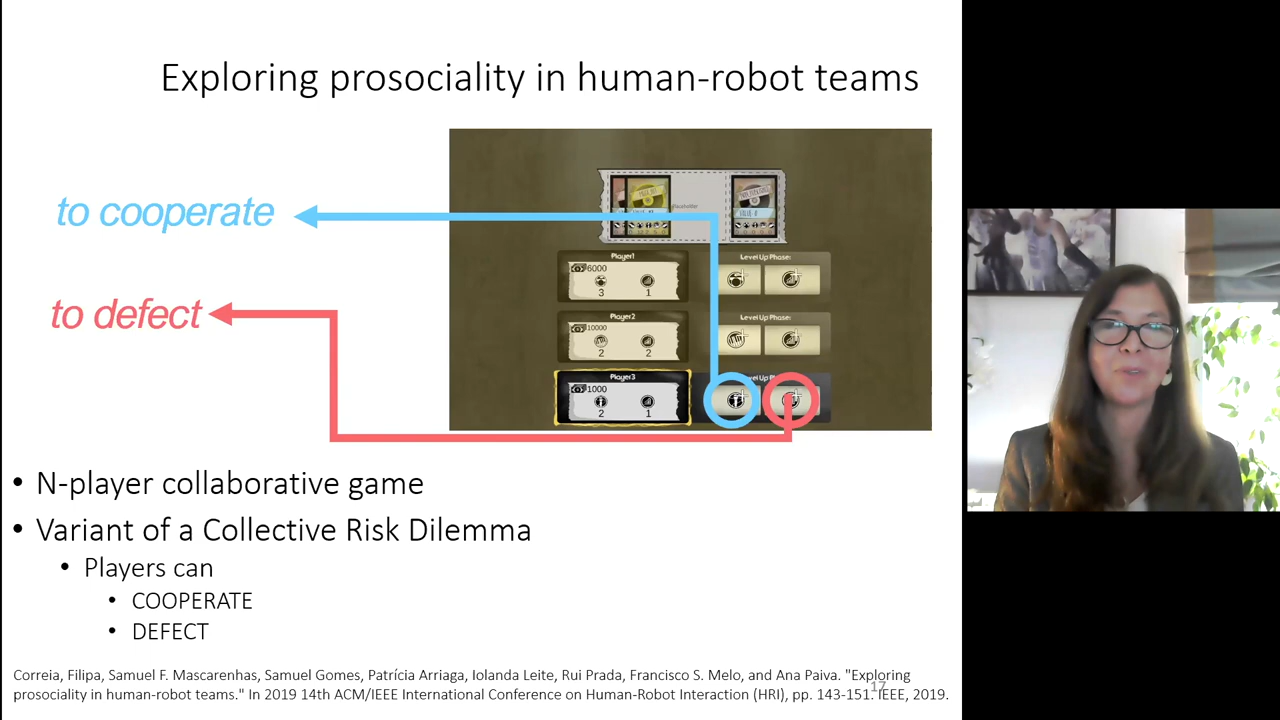 Exploring prosociality in human-robot teams
to cooperate
to defect
Placeholder
Player1
6000
3 1
Level Up Phase:
Player2
10000
2 2
Level Up Phase:
Player3
1000
2 1
• N-player collaborative game
• Variant of a Collective Risk Dilemma
• Players can
• COOPERATE
• DEFECT
Correia, Filipa, Samuel F. Mascarenhas, Samuel Gomes, Patrícia Arriaga, Iolanda Leite, Rui Prada, Francisco S. Melo, and Ana Paiva. "Exploring
prosociality in human-robot teams." In 2019 14th ACM/IEEE International Conference on Human-Robot Interaction (HRI), pp. 143-151. IEEE, 2019.
17